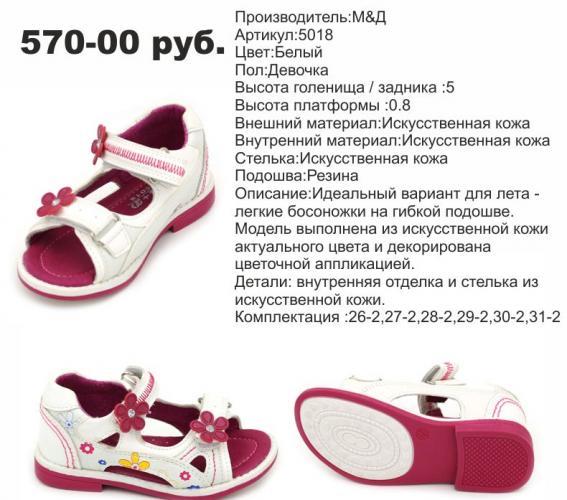 570-00 руб.
Производитель:М&Д
Артикул:5018
Цвет:Белый
Пол:Девочка
Высота голенища / задника :5
Высота платформы :0.8
Внешний материал:Искусственная кожа
Внутренний материал:Искусственная кожа
Стелька:Искусственная кожа
Подошва:Резина
Описание:Идеальный вариант для лета -
легкие босоножки на гибкой подошве.
Модель выполнена из искусственной кожи
актуального цвета и декорирована
цветочной аппликацией.
Детали: внутренняя отделка и стелька из
искусственной кожи.
Комплектация :26-2,27-2,28-2,29-2,30-2,31-2